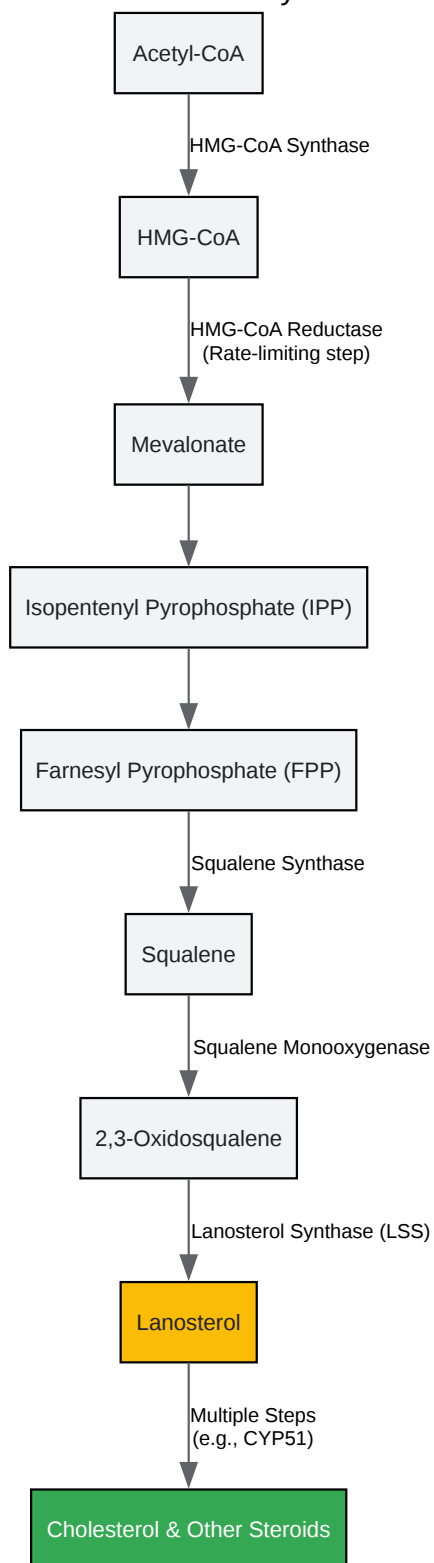 Acetyl-CoA
HMG-CoA Synthase
HMG-CoA
HMG-CoA Reductase
(Rate-limiting step)
Mevalonate
Isopentenyl Pyrophosphate (IPP)
Farnesyl Pyrophosphate (FPP)
Squalene Synthase
Squalene
Squalene Monooxygenase
2,3-Oxidosqualene
Lanosterol Synthase (LSS)
Lanosterol
Multiple Steps
(e.g., CYP51)
Cholesterol & Other Steroids